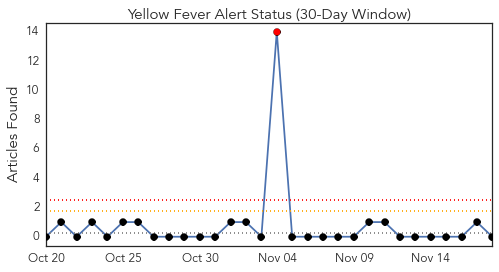 Yellow Fever Alert Status (30-Day Window)
Articles Found
14
12
10
8
6
4
2
0
Oct 20 Oct 25 Oct 30 Nov 04 Nov 09 Nov 14